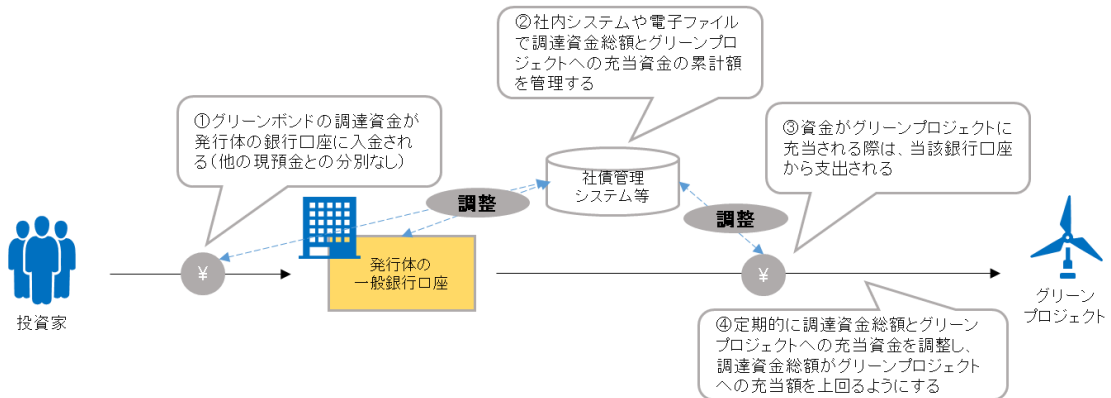 ②社内システムや電子ファイル
で調達資金総額とグリーンプロ
ジェクトへの充当資金の累計額
を管理する
①グリーンボンドの調達資金が
発行体の銀行口座に入金され
る(他の現預金との分別なし)
③資金がグリーンプロジェクトに
充当される際は、当該銀行口座
から支出される
社債管理
システム等
調整
調整
¥
発行体の
一般銀行口座
¥
投資家
グリーン
プロジェクト
④定期的に調達資金総額とグリーン
プロジェクトへの充当資金を調整し、
調達資金総額がグリーンプロジェクト
への充当額を上回るようにする